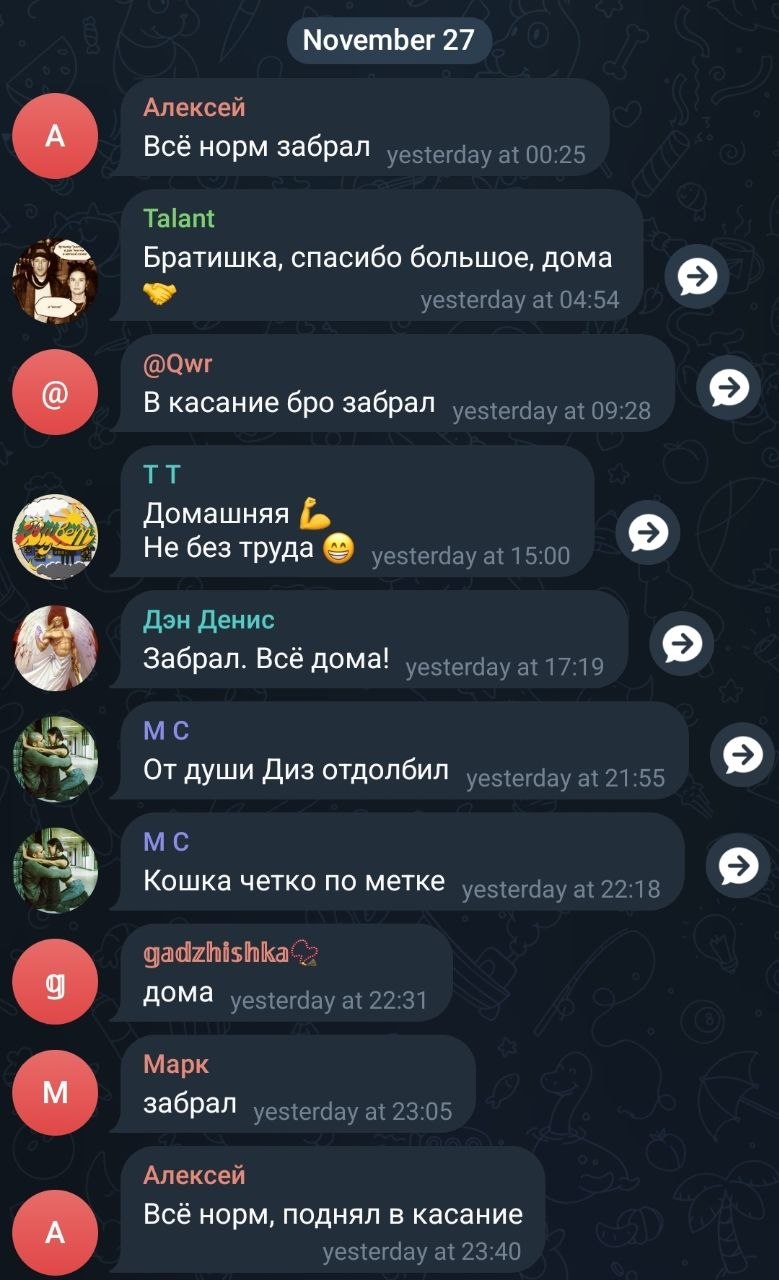 November 27
Алексей
Всё норм забрал yesterday at 00:25
Talant
Братишка, спасибо большое, дома
🤝 yesterday at 04:54
@Qwr
В касание бро забрал yesterday at 09:28
T T
Домашняя 💪
Не без труда 😁 yesterday at 15:00
Дэн Денис
Забрал. Всё дома! yesterday at 17:19
M C
От души Диз отдолбил yesterday at 21:55
M C
Кошка четко по метке yesterday at 22:18
𝕘𝕒𝕕𝕫𝕙𝕚𝕤𝕙𝕜𝕒
дома yesterday at 22:31
Марк
забрал yesterday at 23:05
Алексей
Всё норм, поднял в касание
yesterday at 23:40
A
@
g
M
A